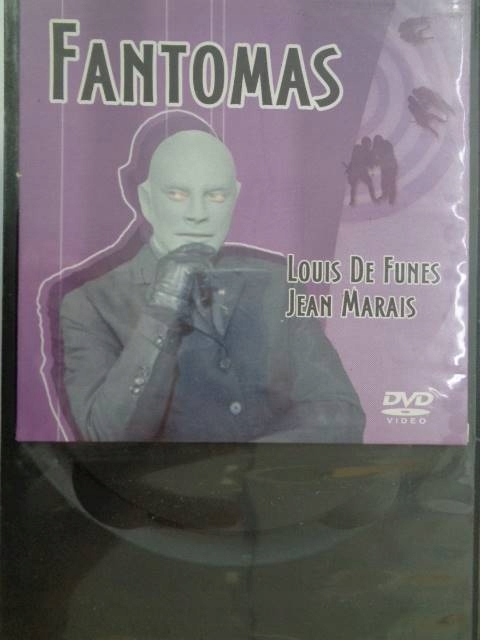 FANTOMAS
LOUIS DE FUNES
JEAN MARAIS
DVD
VIDEO